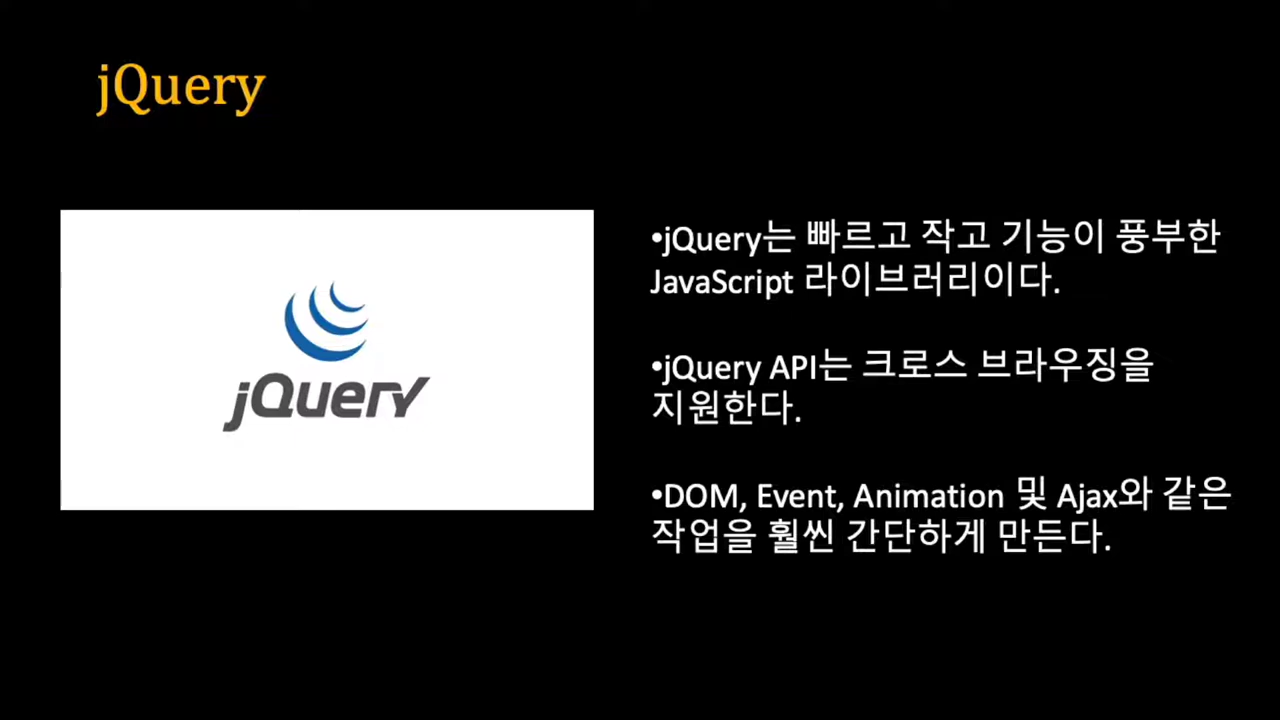 jQuery
jQuery
•jQuery는 빠르고 작고 기능이 풍부한
JavaScript 라이브러리이다.
•jQuery API는 크로스 브라우징을
지원한다.
•DOM, Event, Animation 및 Ajax와 같은
작업을 훨씬 간단하게 만든다.